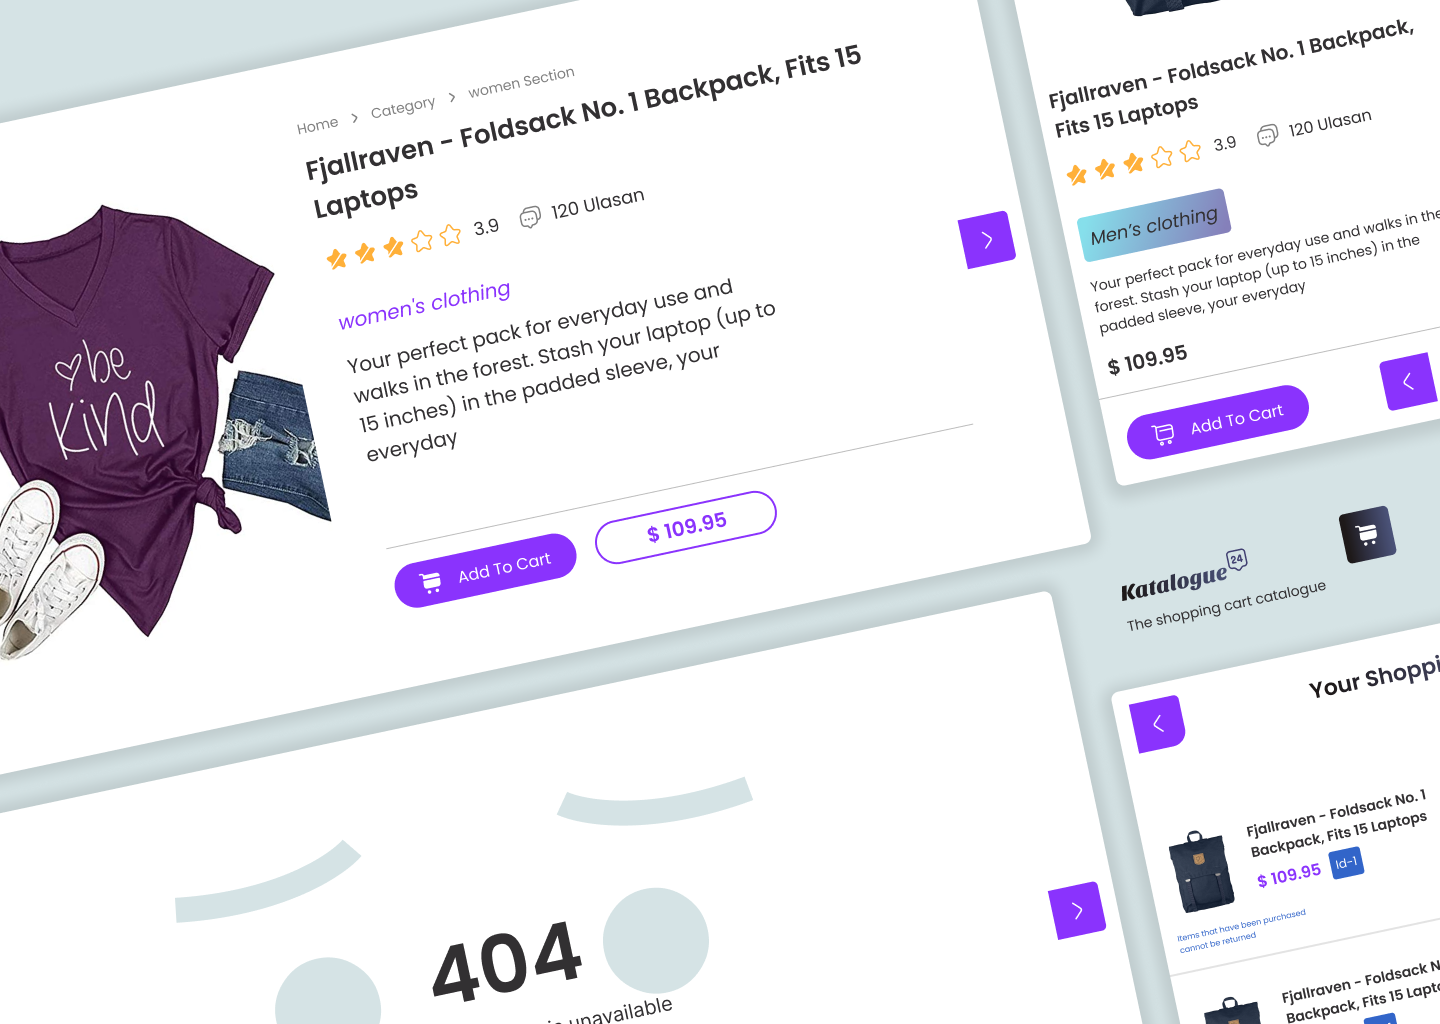 Home > Category > women Section
Fjallraven - Foldsack No. 1 Backpack, Fits 15
Laptops
3.9 120 Ulasan
women's clothing
Your perfect pack for everyday use and
walks in the forest. Stash your laptop (up to
15 inches) in the padded sleeve, your
everyday
Add To Cart
$ 109.95
be
kind
Fjallraven - Foldsack No. 1 Backpack,
Fits 15 Laptops
3.9 120 Ulasan
Men's clothing
Your perfect pack for everyday use and walks in the
forest. Stash your laptop (up to 15 inches) in the
padded sleeve, your everyday
$ 109.95
Add To Cart
Katalogue 24
The shopping cart catalogue
404
unavailable
Your
Fjallraven - Foldsack No. 1
Backpack, Fits 15 Laptops
$ 109.95 Id-1
Items that have been purchased
cannot be returned
Fjallraven - Foldsack
Backpack, Fits 15